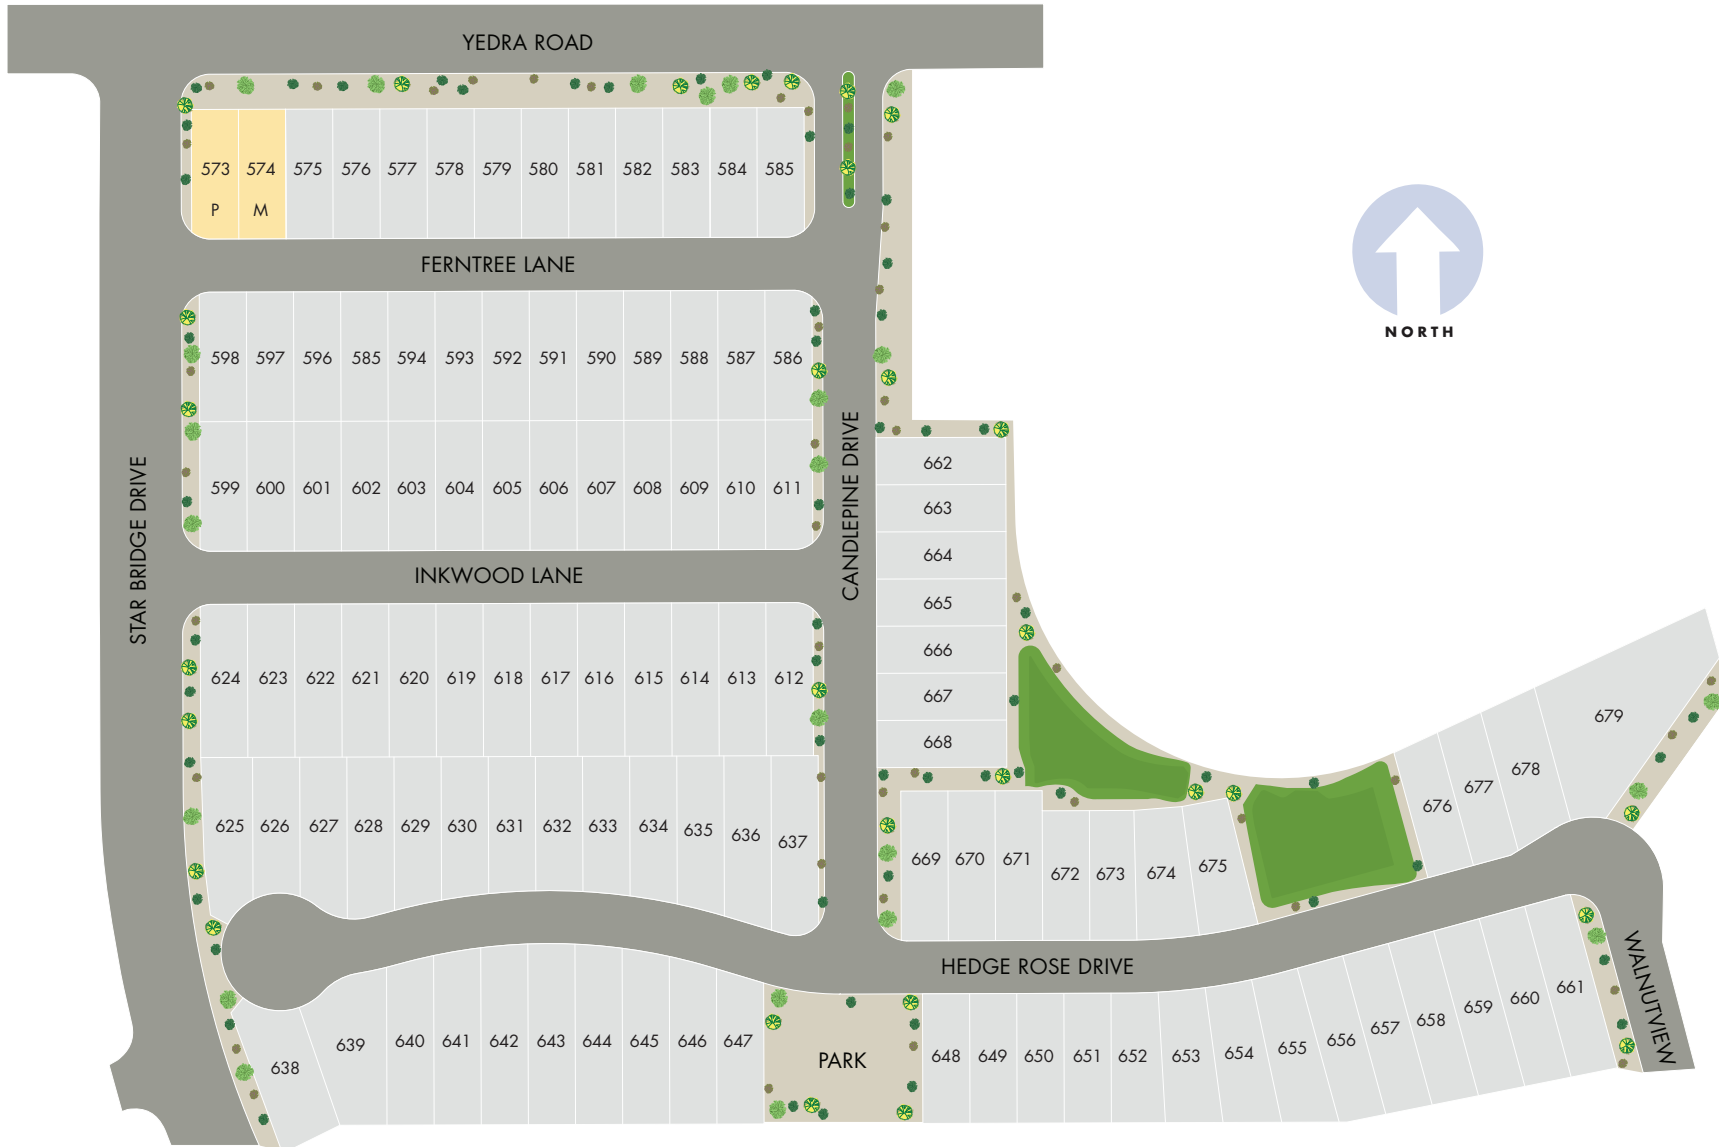 YEDRA ROAD
573 574 575 576 577 578 579 580 581 582 583 584 585
P M
FERNTREE LANE
NORTH
598 597 596 585 594 593 592 591 590 589 588 587 586
599 600 601 602 603 604 605 606 607 608 609 610 611
STAR BRIDGE DRIVE
CANDLEPINE DRIVE
INKWOOD LANE
662
663
664
665
666
667
668
624 623 622 621 620 619 618 617 616 615 614 613 612
625 626 627 628 629 630 631 632 633 634 635 636 637
669 670 671 672 673 674 675
676 677 678 679
HEDGE ROSE DRIVE
WALNUTVIEW
638 639 640 641 642 643 644 645 646 647
PARK
648 649 650 651 652 653 654 655 656 657 658 659 660 661